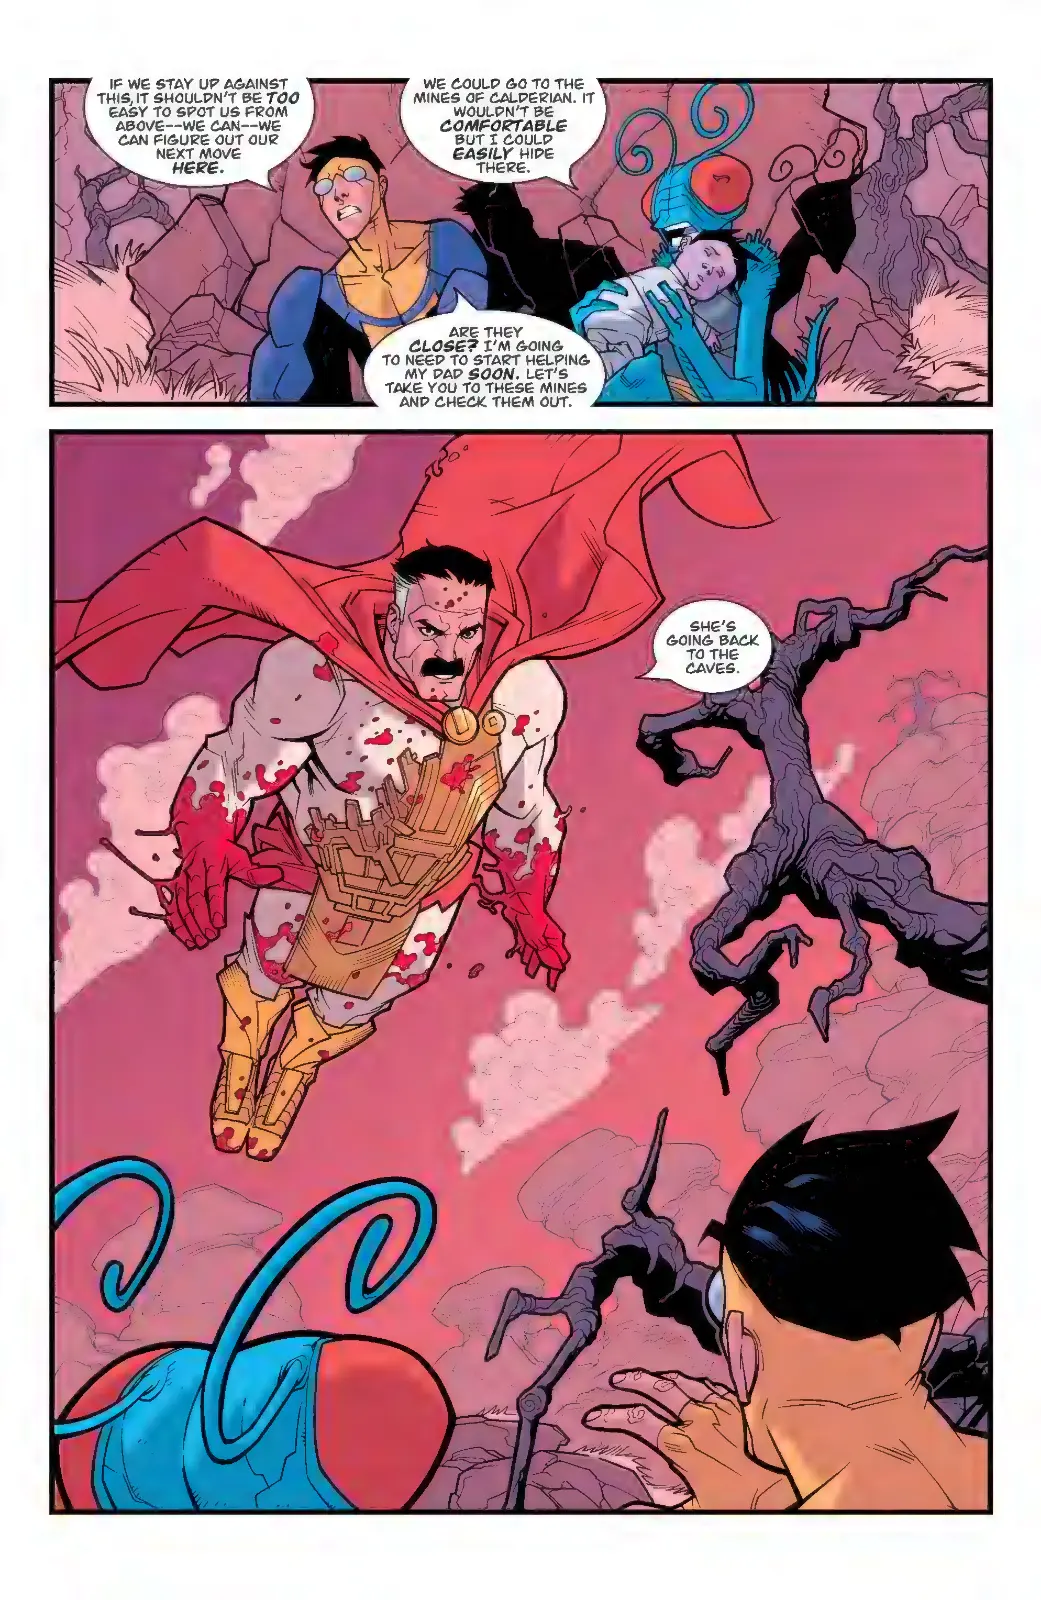 IF WE STAY UP AGAINST
THIS, IT SHOULDN'T BE TOO
EASY TO SPOT US FROM
ABOVE--WE CAN--WE
CAN FIGURE OUT OUR
NEXT MOVE
HERE.
WE COULD GO TO THE
MINES OF CALDERIAN. IT
WOULDN'T BE
COMFORTABLE
BUT I COULD
EASILY HIDE
THERE.
ARE THEY
CLOSE? I'M GOING
TO NEED TO START HELPING
MY DAD SOON. LET'S
TAKE YOU TO THESE MINES
AND CHECK THEM OUT.
SHE'S
GOING BACK
TO THE
CAVES.